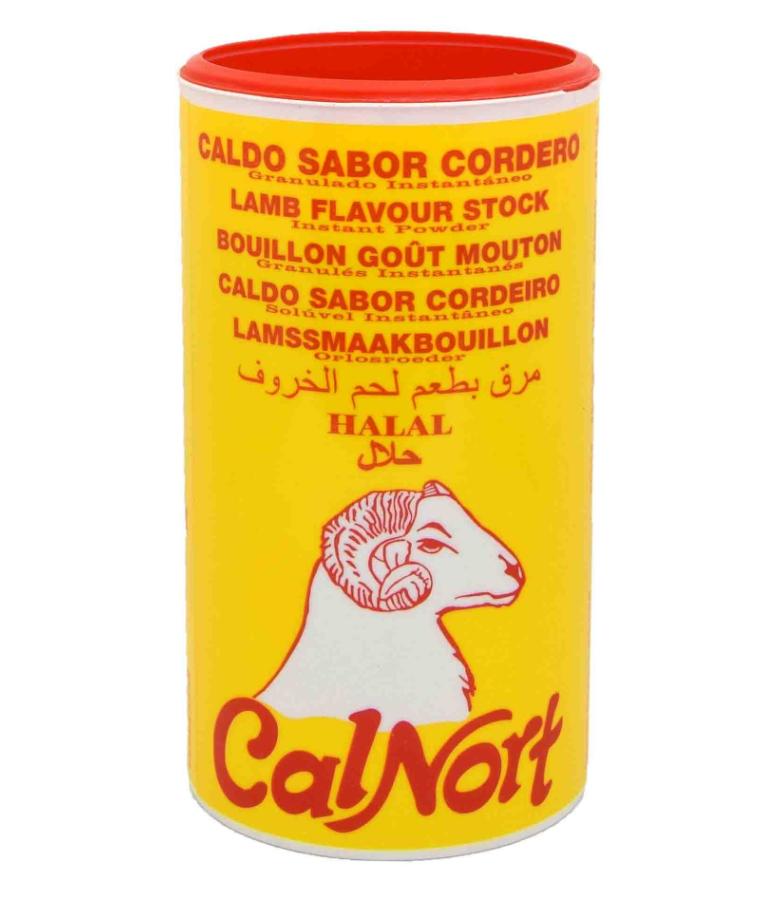 CALDO SABOR CORDERO
Granulado Instantáneo
LAMB FLAVOUR STOCK
Instant Powder
BOUILLON GOÛT MOUTON
Granulés Instantanés
CALDO SABOR CORDEIRO
Solúvel Instantâneo
LAMSSMAAKBOUILLON
Oplospoeder
مرق بطعم لحم الخروف
HALAL
حلال
CalNort